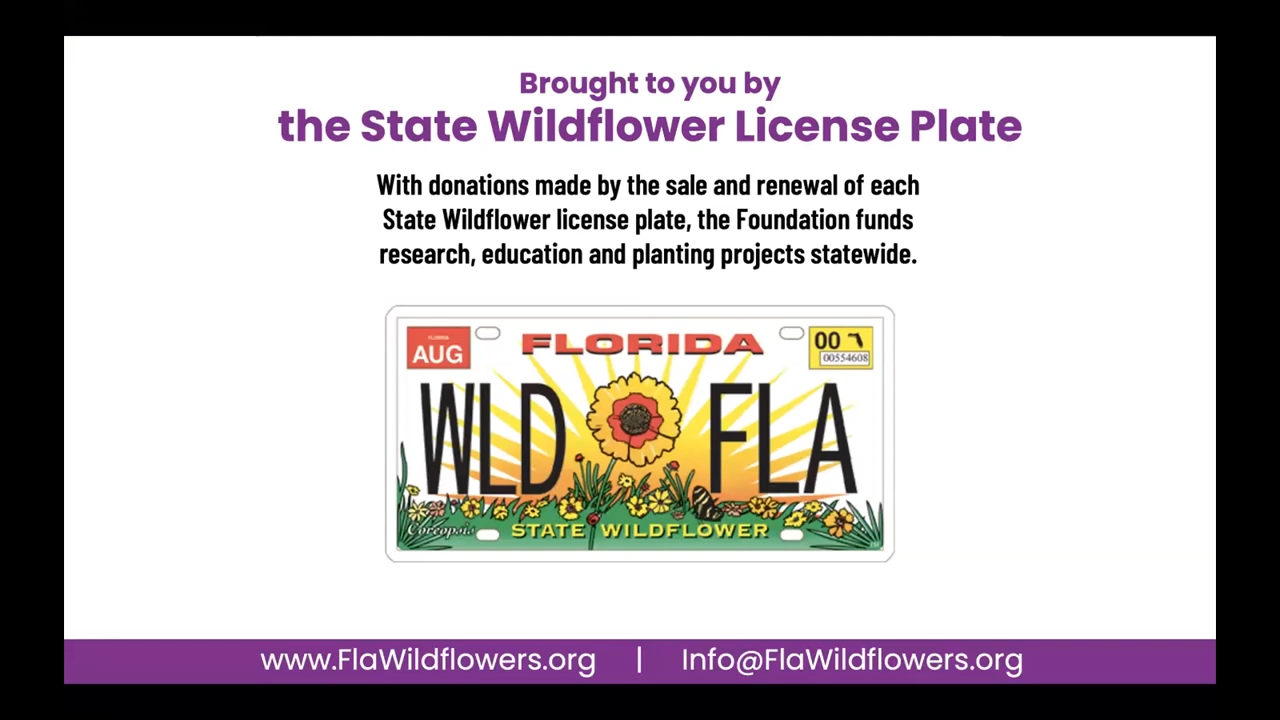 Brought to you by
the State Wildflower License Plate
With donations made by the sale and renewal of each
State Wildflower license plate, the Foundation funds
research, education and planting projects statewide.
FLORIDA
AUG
FLORIDA
00
00554608
WLD FLA
Coreopsis
STATE WILDFLOWER
www.FlaWildflowers.org | Info@FlaWildflowers.org